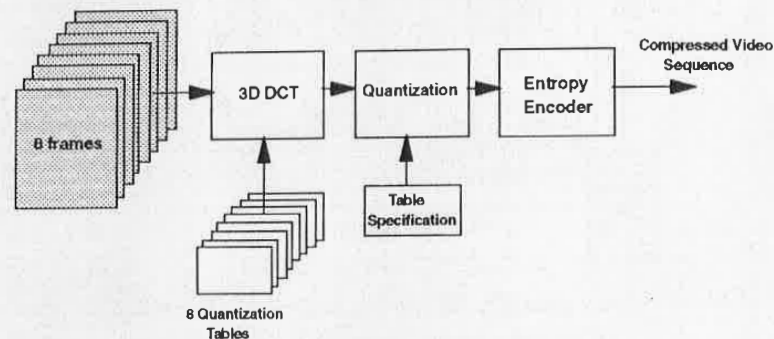 8 frames
3D DCT
Quantization
Entropy
Encoder
Compressed Video
Sequence
Table
Specification
8 Quantization
Tables